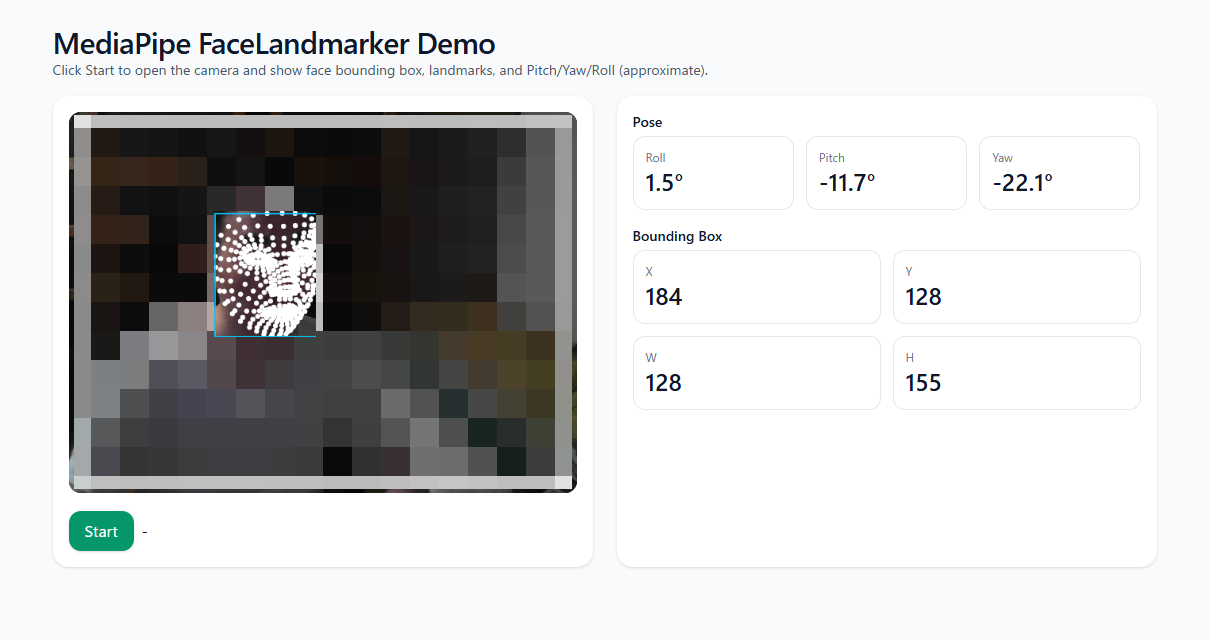 MediaPipe FaceLandmarker Demo
Click Start to open the camera and show face bounding box, landmarks, and Pitch/Yaw/Roll (approximate).
Pose
Roll
1.5°
Pitch
-11.7°
Yaw
-22.1°
Bounding Box
X
184
Y
128
W
128
H
155
Start -